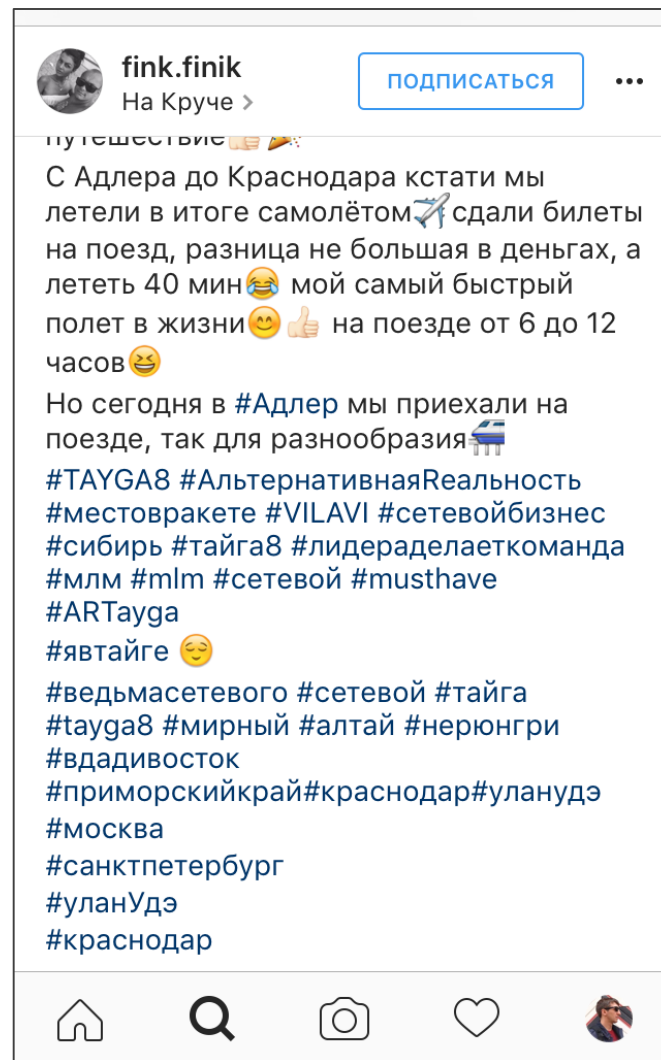 fink.finik
На Круче >
ПОДПИСАТЬСЯ
путешествие👍🏻🎉
С Адлера до Краснодара кстати мы
летели в итоге самолётом✈️сдали билеты
на поезд, разница не большая в деньгах, а
лететь 40 мин😂 мой самый быстрый
полет в жизни😊👍🏻 на поезде от 6 до 12
часов😆
Но сегодня в #Адлер мы приехали на
поезде, так для разнообразия🚈
#TAYGA8 #АльтернативнаяRеальность
#местовракете #VILAVI #сетевойбизнес
#сибирь #тайга8 #лидераделаеткоманда
#млм #mlm #сетевой #musthave
#ARTayga
#явтайге 😌
#ведьмасетевого #сетевой #тайга
#tayga8 #мирный #алтай #нерюнгри
#вдадивосток
#приморскийкрай#краснодар#уланудэ
#москва
#санктпетербург
#уланУдэ
#краснодар